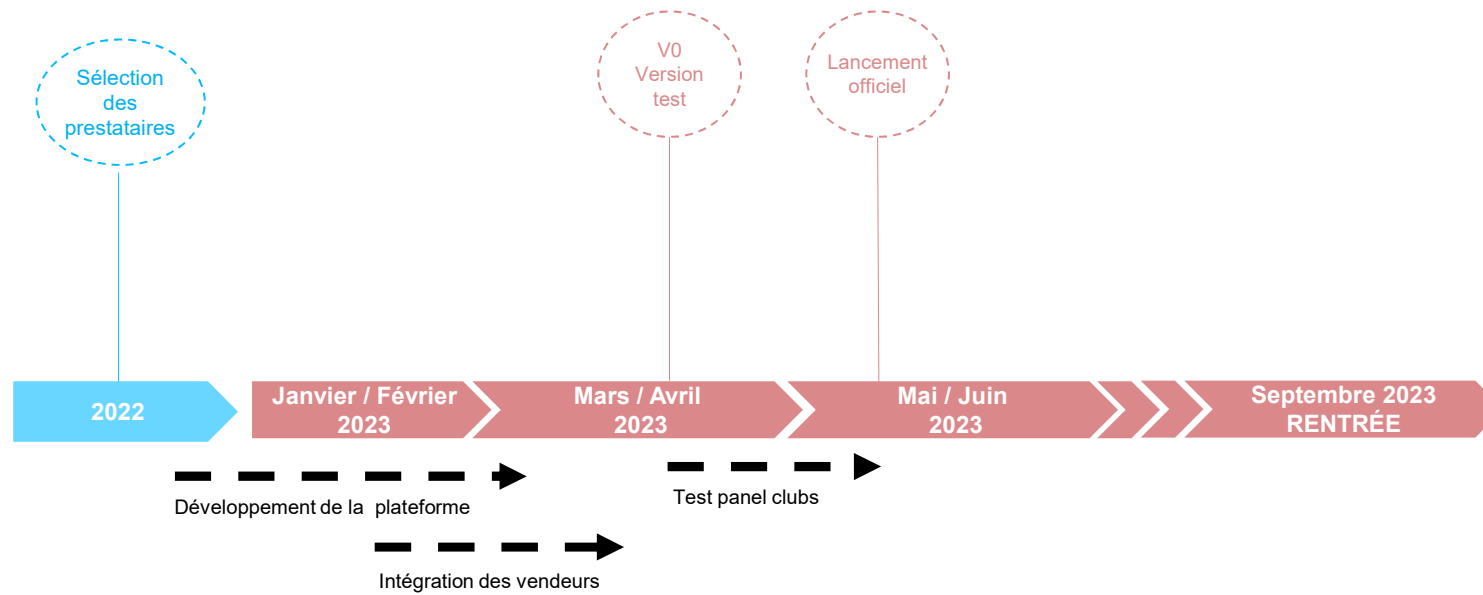 Sélection
des
prestataires
V0
Version
test
Lancement
officiel
2022
Janvier / Février
2023
Mars / Avril
2023
Mai / Juin
2023
Septembre 2023
RENTRÉE
Développement de la plateforme
Test panel clubs
Intégration des vendeurs